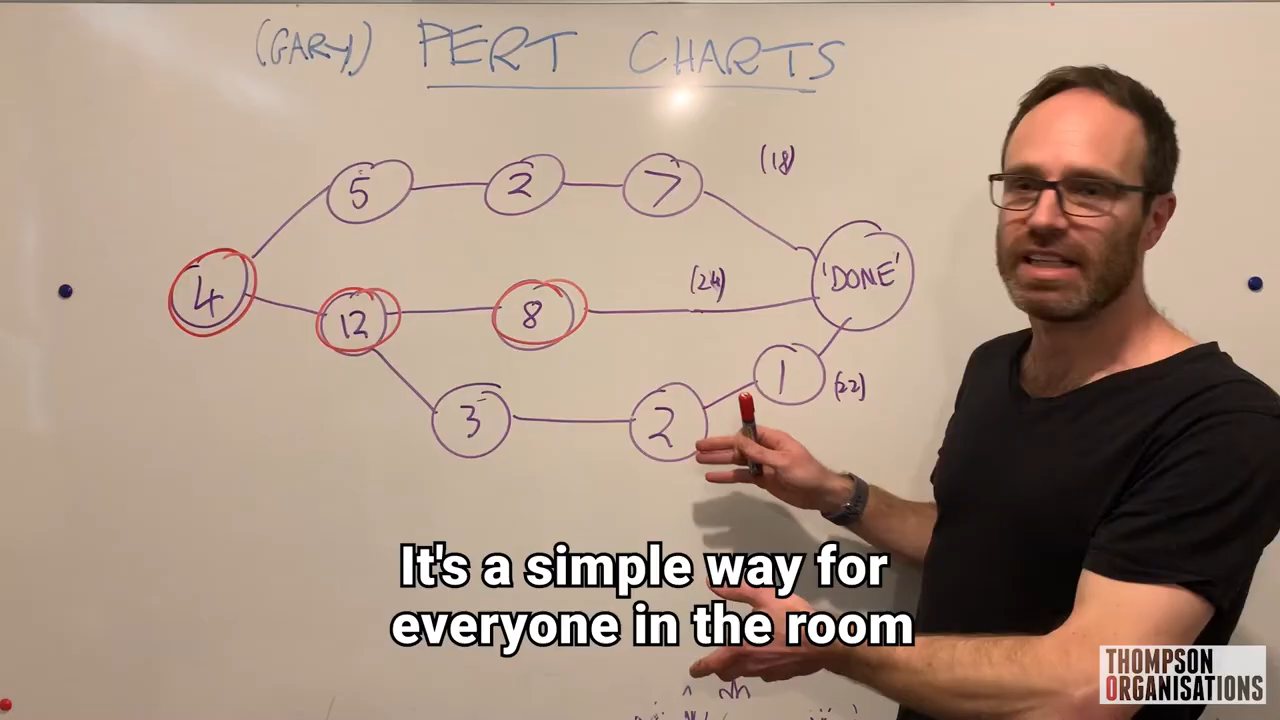 (GARY) PERT CHARTS
(18)
5 2 7
(24)
'DONE'
4
12 8
1 (22)
3 2
It's a simple way for
everyone in the room
THOMPSON
ORGANISATIONS